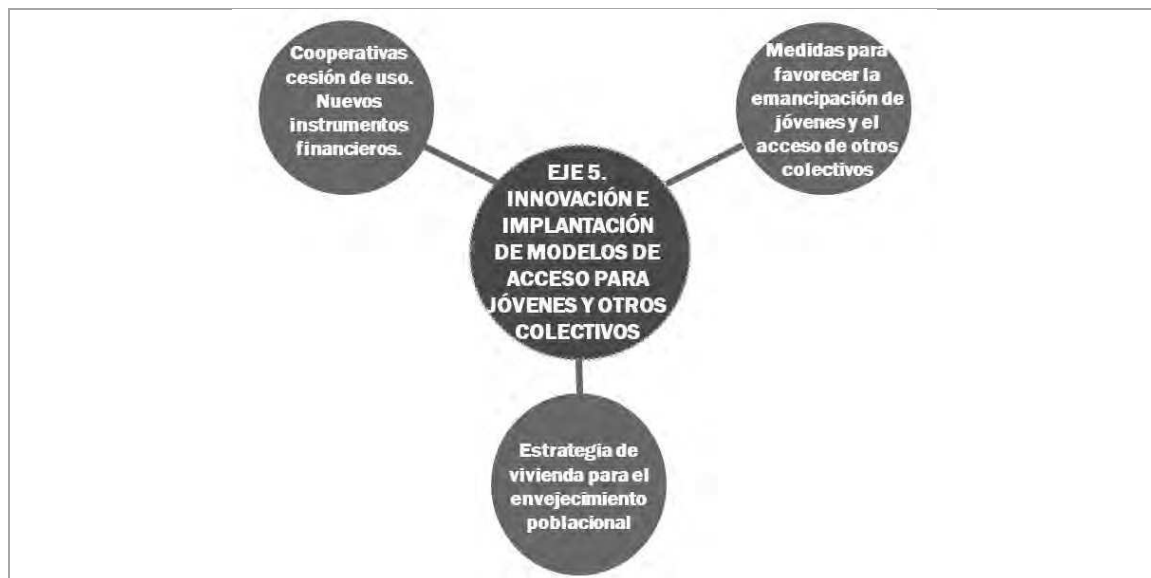 Cooperativas
cesión de uso.
Nuevos
instrumentos
financieros.
Medidas para
favorecer la
emancipación de
jóvenes y el
acceso de otros
colectivos
EJE 5.
INNOVACIÓN E
IMPLANTACIÓN
DE MODELOS DE
ACCESO PARA
JÓVENES Y OTROS
COLECTIVOS
Estrategia de
vivienda para el
envejecimiento
poblacional